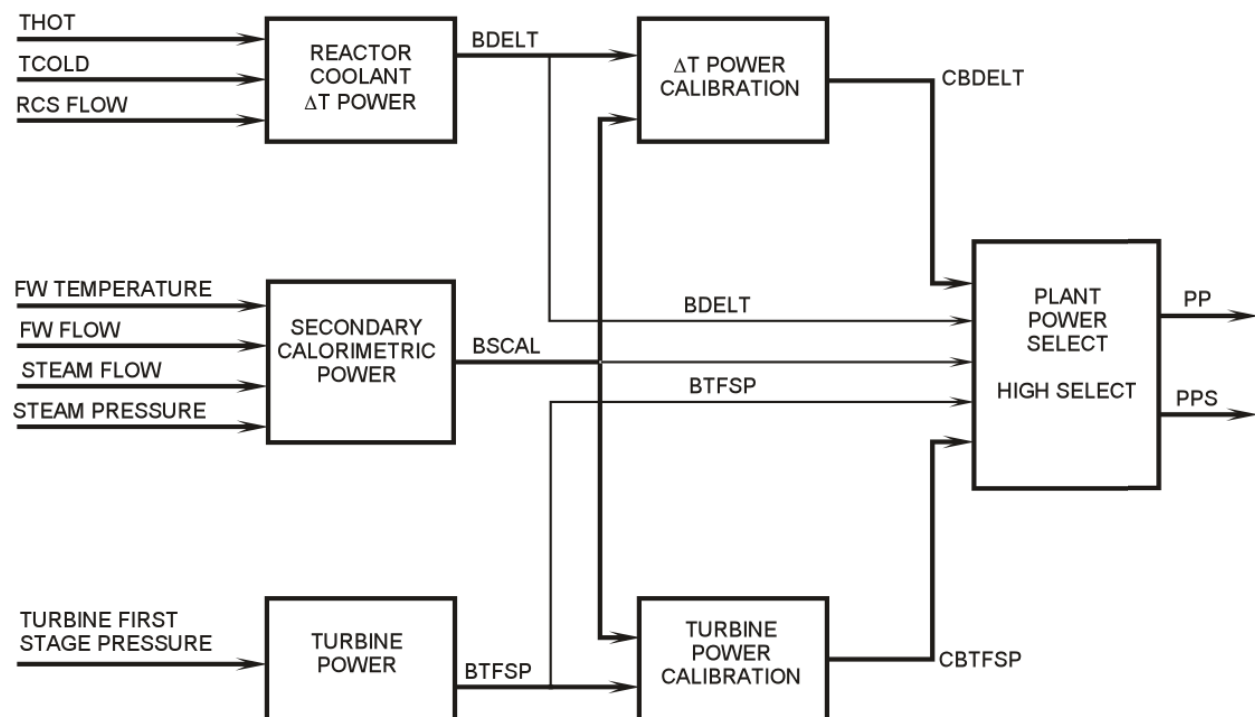 THOT
TCOLD
RCS FLOW
REACTOR
COOLANT
ΔT POWER
BDELT
ΔT POWER
CALIBRATION
CBDELT
FW TEMPERATURE
FW FLOW
STEAM FLOW
STEAM PRESSURE
SECONDARY
CALORIMETRIC
POWER
BSCAL
BDELT
BTFSP
PLANT
POWER
SELECT
HIGH SELECT
PP
PPS
TURBINE FIRST
STAGE PRESSURE
TURBINE
POWER
BTFSP
TURBINE
POWER
CALIBRATION
CBTFSP